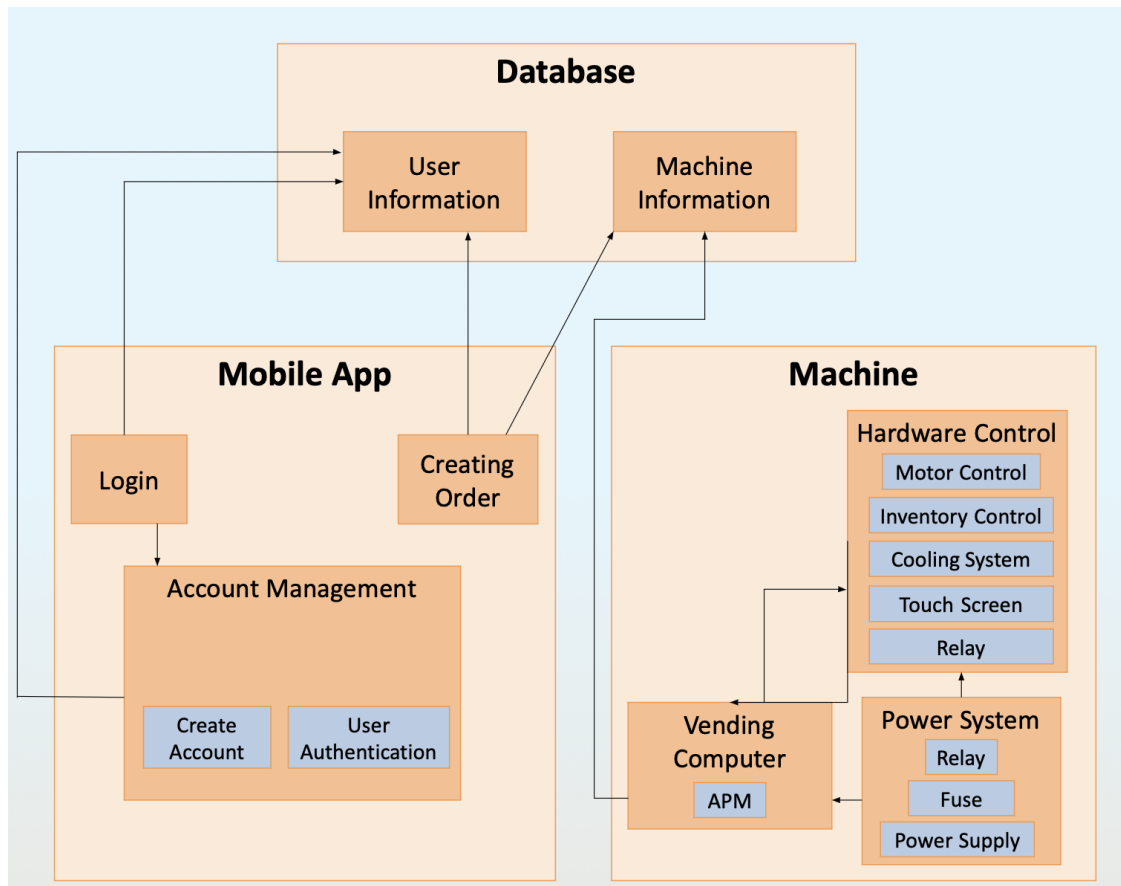 Database
User
Information
Machine
Information
Mobile App
Login
Creating
Order
Account Management
Create
Account
User
Authentication
Machine
Hardware Control
Motor Control
Inventory Control
Cooling System
Touch Screen
Relay
Vending
Computer
APM
Power System
Relay
Fuse
Power Supply